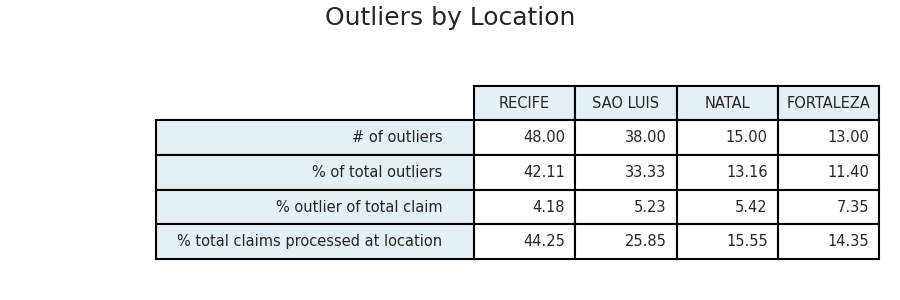 Outliers by Location
RECIFE SAO LUIS NATAL FORTALEZA
# of outliers 48.00 38.00 15.00 13.00
% of total outliers 42.11 33.33 13.16 11.40
% outlier of total claim 4.18 5.23 5.42 7.35
% total claims processed at location 44.25 25.85 15.55 14.35